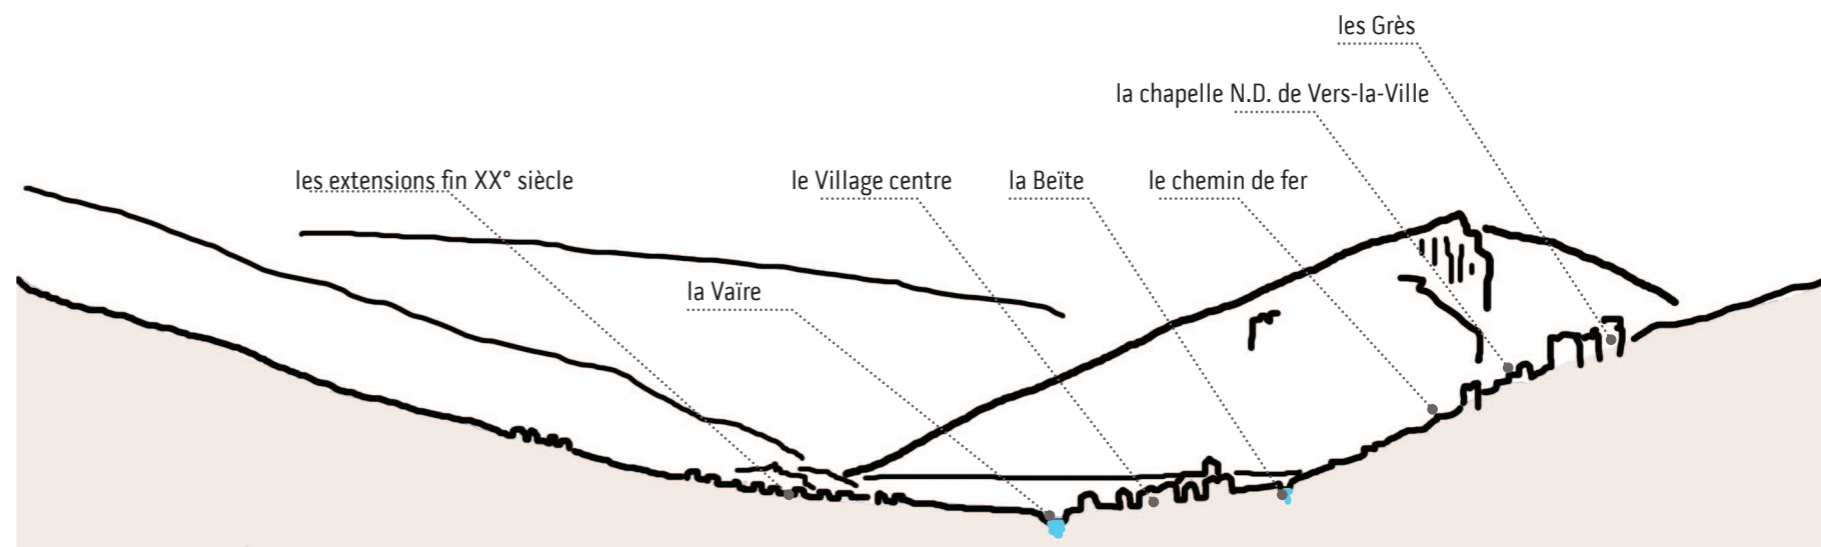 les Grès
la chapelle N.D. de Vers-la-Ville
les extensions fin XX° siècle
le Village centre
la Beïte
le chemin de fer
la Vaïre